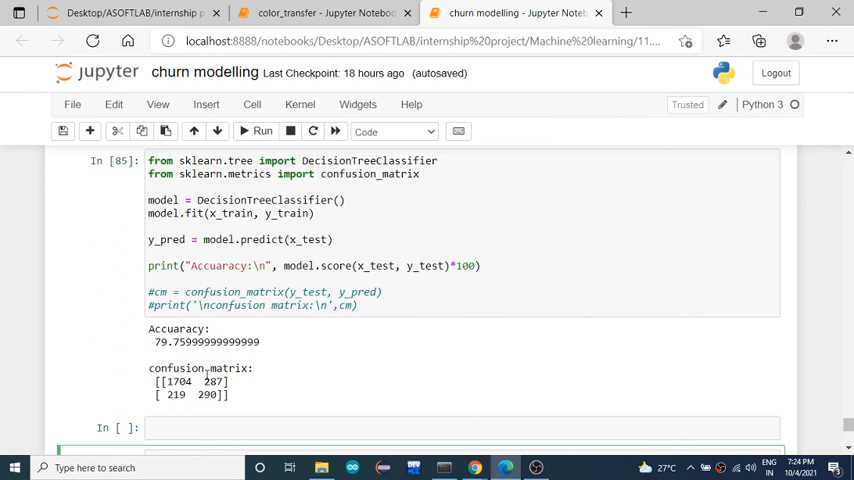 Desktop/ASOFTLAB/internship p
color_transfer - Jupyter Noteboo
churn modelling - Jupyter Noteb
localhost:8888/notebooks/Desktop/ASOFTLAB/internship%20project/Machine%20learning/11....
jupyter churn modelling Last Checkpoint: 18 hours ago (autosaved)
Logout
File Edit View Insert Cell Kernel Widgets Help
Trusted Python 3
Run Code
In [85]:
from sklearn.tree import DecisionTreeClassifier
from sklearn.metrics import confusion_matrix
model = DecisionTreeClassifier()
model.fit(x_train, y_train)
y_pred = model.predict(x_test)
print("Accuaracy:\n", model.score(x_test, y_test)*100)
#cm = confusion_matrix(y_test, y_pred)
#print('\nconfusion matrix:\n',cm)
Accuaracy:
79.75999999999999
confusion_matrix:
[[1704 287]
[ 219 290]]
In [ ]:
Type here to search
27°C
ENG
IN
7:24 PM
10/4/2021
3